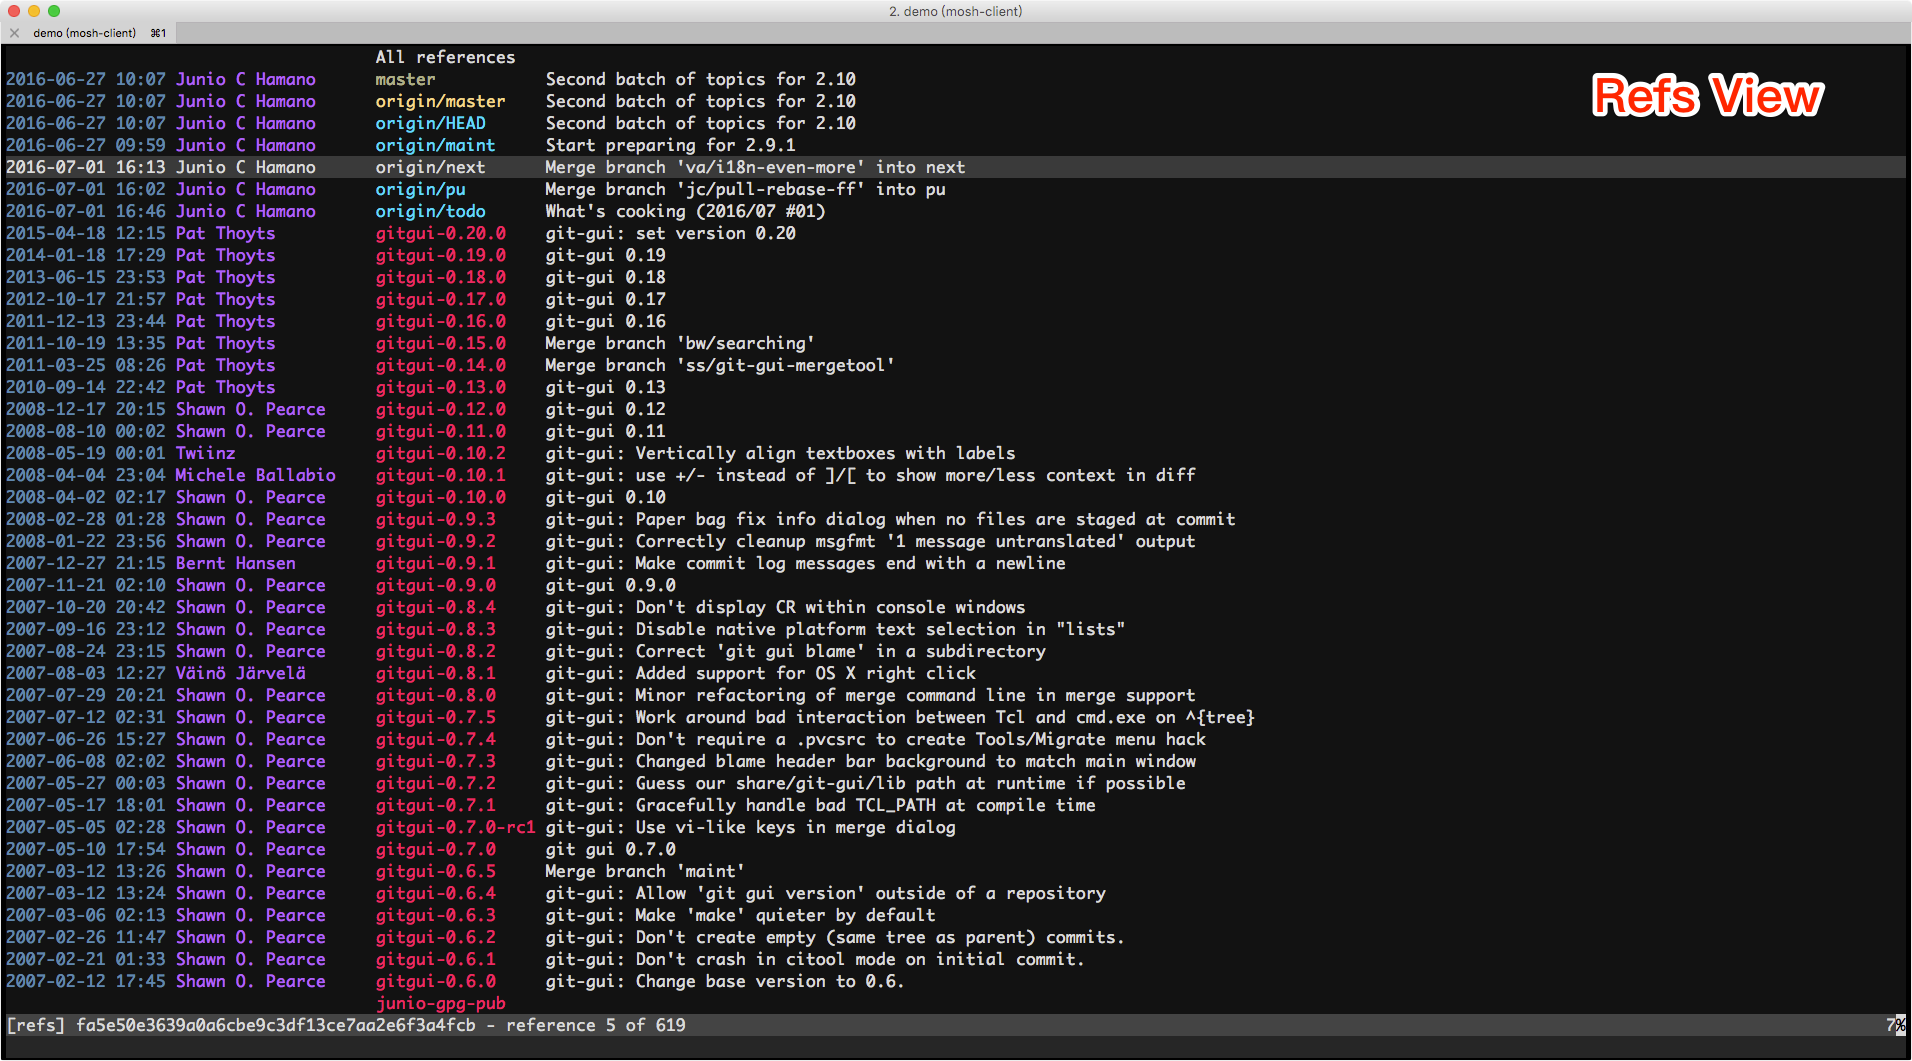 2. demo (mosh-client)
demo (mosh-client) ⌘1
All references
2016-06-27 10:07 Junio C Hamano master Second batch of topics for 2.10
Refs View
2016-06-27 10:07 Junio C Hamano origin/master Second batch of topics for 2.10
2016-06-27 10:07 Junio C Hamano origin/HEAD Second batch of topics for 2.10
2016-06-27 09:59 Junio C Hamano origin/maint Start preparing for 2.9.1
2016-07-01 16:13 Junio C Hamano origin/next Merge branch 'va/i18n-even-more' into next
2016-07-01 16:02 Junio C Hamano origin/pu Merge branch 'jc/pull-rebase-ff' into pu
2016-07-01 16:46 Junio C Hamano origin/todo What's cooking (2016/07 #01)
2015-04-18 12:15 Pat Thoyts gitgui-0.20.0 git-gui: set version 0.20
2014-01-18 17:29 Pat Thoyts gitgui-0.19.0 git-gui 0.19
2013-06-15 23:53 Pat Thoyts gitgui-0.18.0 git-gui 0.18
2012-10-17 21:57 Pat Thoyts gitgui-0.17.0 git-gui 0.17
2011-12-13 23:44 Pat Thoyts gitgui-0.16.0 git-gui 0.16
2011-10-19 13:35 Pat Thoyts gitgui-0.15.0 Merge branch 'bw/searching'
2011-03-25 08:26 Pat Thoyts gitgui-0.14.0 Merge branch 'ss/git-gui-mergetool'
2010-09-14 22:42 Pat Thoyts gitgui-0.13.0 git-gui 0.13
2008-12-17 20:15 Shawn O. Pearce gitgui-0.12.0 git-gui 0.12
2008-08-10 00:02 Shawn O. Pearce gitgui-0.11.0 git-gui 0.11
2008-05-19 00:01 Twiinz gitgui-0.10.2 git-gui: Vertically align textboxes with labels
2008-04-04 23:04 Michele Ballabio gitgui-0.10.1 git-gui: use +/- instead of ]/[ to show more/less context in diff
2008-04-02 02:17 Shawn O. Pearce gitgui-0.10.0 git-gui 0.10
2008-02-28 01:28 Shawn O. Pearce gitgui-0.9.3 git-gui: Paper bag fix info dialog when no files are staged at commit
2008-01-22 23:56 Shawn O. Pearce gitgui-0.9.2 git-gui: Correctly cleanup msgfmt '1 message untranslated' output
2007-12-27 21:15 Bernt Hansen gitgui-0.9.1 git-gui: Make commit log messages end with a newline
2007-11-21 02:10 Shawn O. Pearce gitgui-0.9.0 git-gui 0.9.0
2007-10-20 20:42 Shawn O. Pearce gitgui-0.8.4 git-gui: Don't display CR within console windows
2007-09-16 23:12 Shawn O. Pearce gitgui-0.8.3 git-gui: Disable native platform text selection in "lists"
2007-08-24 23:15 Shawn O. Pearce gitgui-0.8.2 git-gui: Correct 'git gui blame' in a subdirectory
2007-08-03 12:27 Väinö Järvelä gitgui-0.8.1 git-gui: Added support for OS X right click
2007-07-29 20:21 Shawn O. Pearce gitgui-0.8.0 git-gui: Minor refactoring of merge command line in merge support
2007-07-12 02:31 Shawn O. Pearce gitgui-0.7.5 git-gui: Work around bad interaction between Tcl and cmd.exe on ^{tree}
2007-06-26 15:27 Shawn O. Pearce gitgui-0.7.4 git-gui: Don't require a .pvcsrc to create Tools/Migrate menu hack
2007-06-08 02:02 Shawn O. Pearce gitgui-0.7.3 git-gui: Changed blame header bar background to match main window
2007-05-27 00:03 Shawn O. Pearce gitgui-0.7.2 git-gui: Guess our share/git-gui/lib path at runtime if possible
2007-05-17 18:01 Shawn O. Pearce gitgui-0.7.1 git-gui: Gracefully handle bad TCL_PATH at compile time
2007-05-05 02:28 Shawn O. Pearce gitgui-0.7.0-rc1 git-gui: Use vi-like keys in merge dialog
2007-05-10 17:54 Shawn O. Pearce gitgui-0.7.0 git gui 0.7.0
2007-03-12 13:26 Shawn O. Pearce gitgui-0.6.5 Merge branch 'maint'
2007-03-12 13:24 Shawn O. Pearce gitgui-0.6.4 git-gui: Allow 'git gui version' outside of a repository
2007-03-06 02:13 Shawn O. Pearce gitgui-0.6.3 git-gui: Make 'make' quieter by default
2007-02-26 11:47 Shawn O. Pearce gitgui-0.6.2 git-gui: Don't create empty (same tree as parent) commits.
2007-02-21 01:33 Shawn O. Pearce gitgui-0.6.1 git-gui: Don't crash in citool mode on initial commit.
2007-02-12 17:45 Shawn O. Pearce gitgui-0.6.0 git-gui: Change base version to 0.6.
junio-gpg-pub
[refs] fa5e50e3639a0a6cbe9c3df13ce7aa2e6f3a4fcb - reference 5 of 619 7%